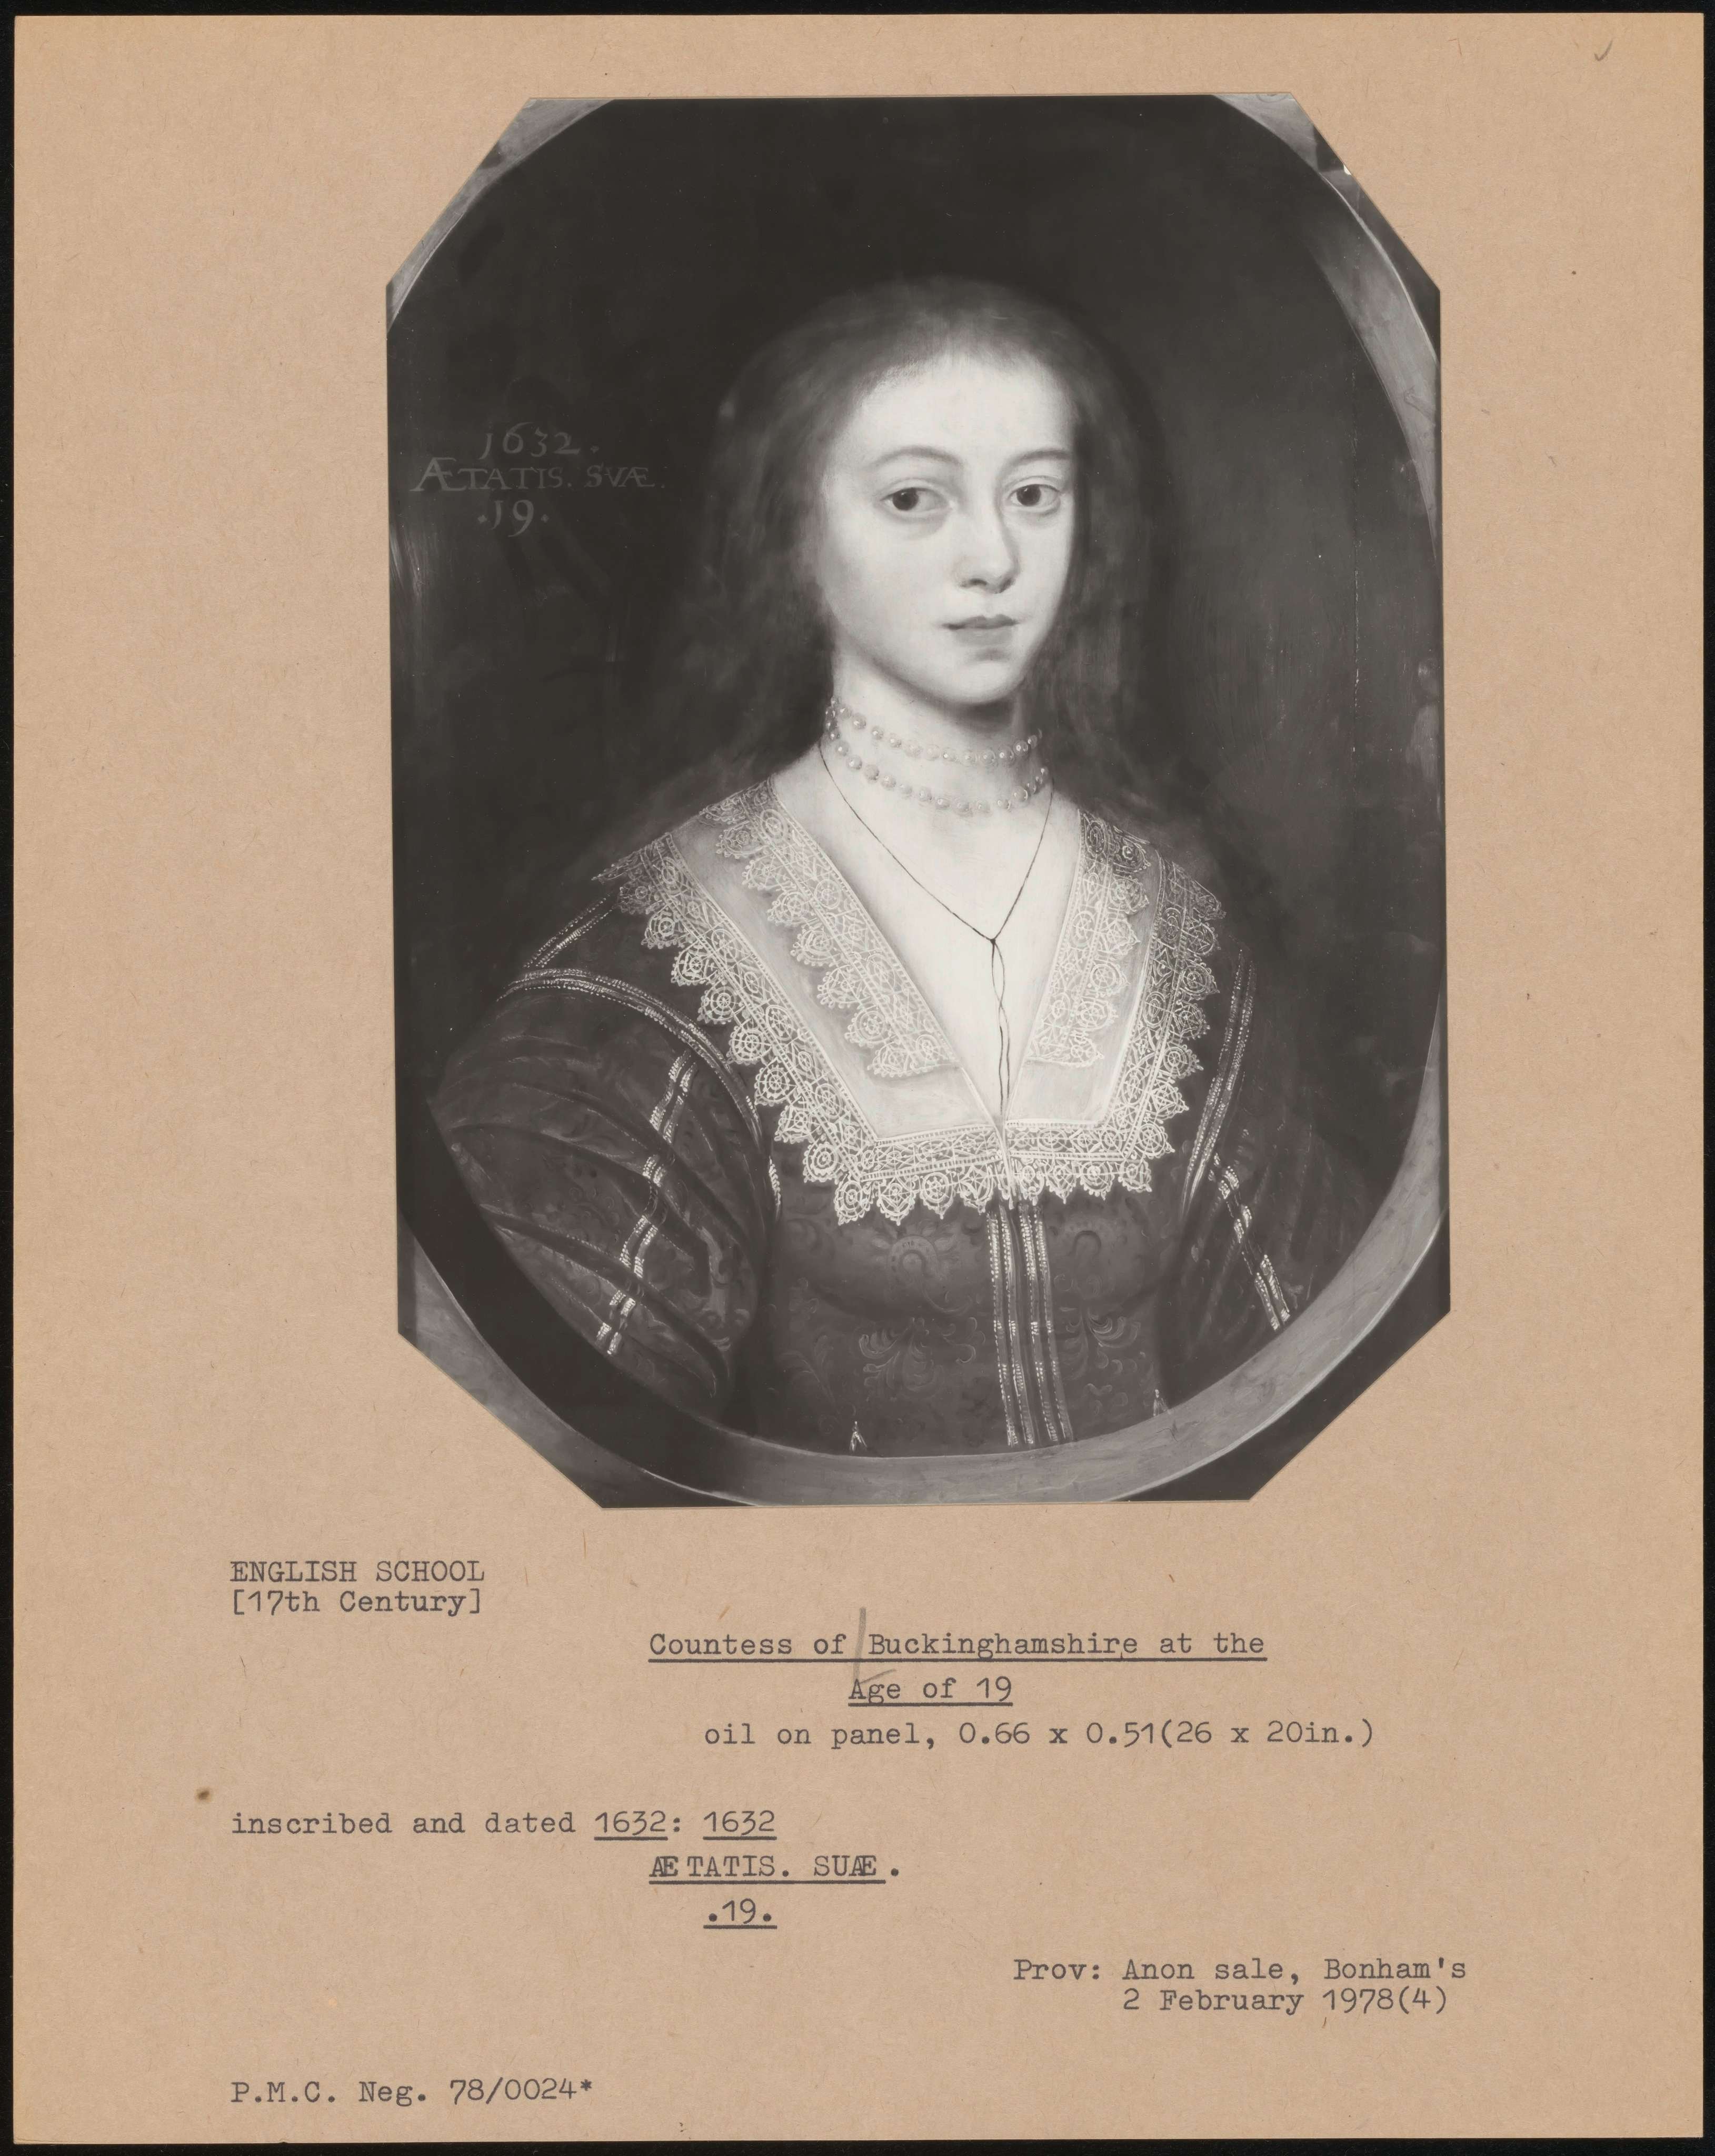 1632.
ÆTATIS. SVÆ.
.19.
ENGLISH SCHOOL
[17th Century]
Countess of Buckinghamshire at the
Age of 19
oil on panel, 0.66 x 0.51(26 x 20in.)
inscribed and dated 1632: 1632
ÆTATIS. SUÆ.
.19.
Prov: Anon sale, Bonham's
2 February 1978(4)
P.M.C. Neg. 78/0024*